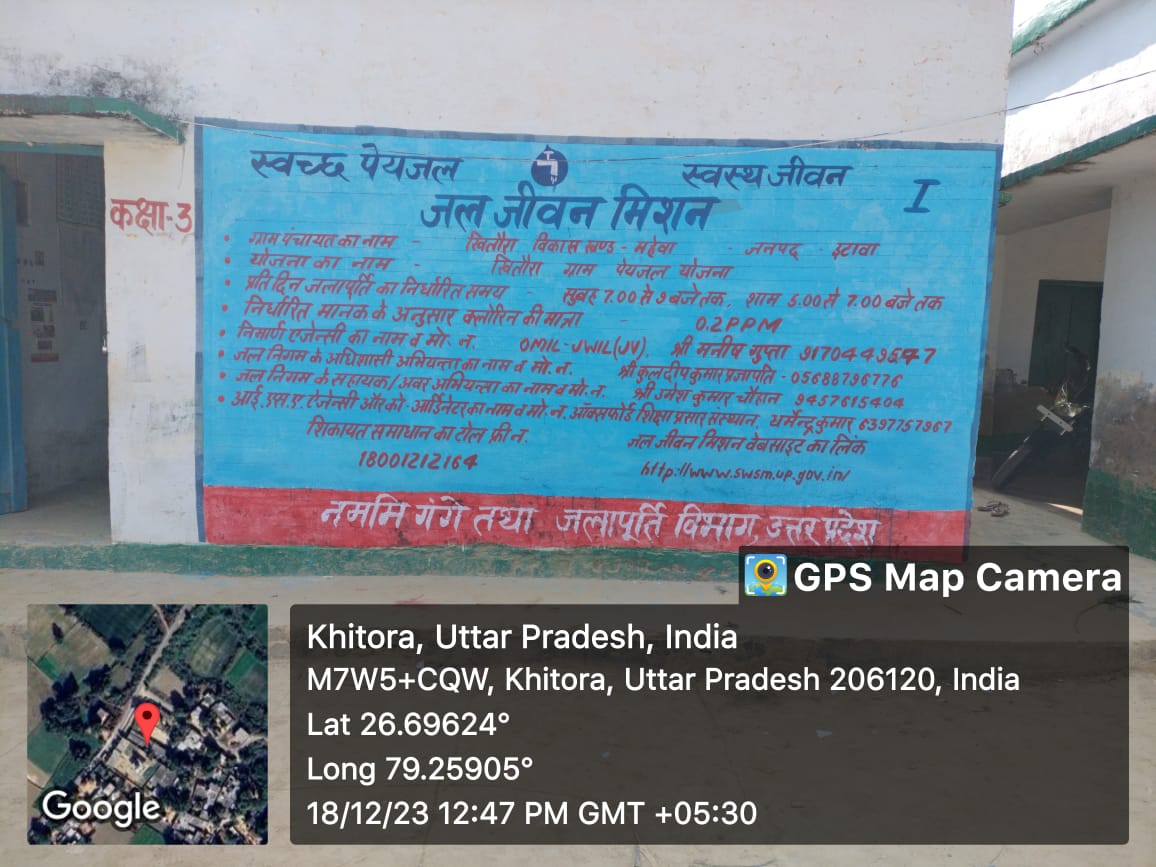 स्वच्छ पेयजल स्वस्थ जीवन
I
जल जीवन मिशन
कक्षा-3
• ग्राम पंचायत का नाम - खितौरा विकास खण्ड - महेवा - जनपद - इटावा
• योजना का नाम - खितौरा ग्राम पेयजल योजना
• प्रति दिन जलापूर्ति का निर्धारित समय - सुबह 7.00 से 9 बजे तक, शाम 5.00 से 7.00 बजे तक
• निर्धारित मानक के अनुसार क्लोरिन की मात्रा - 0.2 PPM
• निमार्ण एजेन्सी का नाम व मो. न. OMIL-JWIL(JV), श्री मनीष गुप्ता 9170449547
• जल निगम के अधिशासी अभियन्ता का नाम व मो. न. श्री कुलदीप कुमार प्रजापति - 05688796776
• जल निगम के सहायक/अवर अभियन्सा का नाम व मो. न. श्री उमेश कुमार चौहान 9457615404
• आई.एस.ए. ऐजेन्सी और को-आर्डिनेटर का नाम व मो. न. ऑक्सफोर्ड शिक्षा प्रसार संस्थान, धर्मेन्द्र कुमार 6397757967
शिकायत समाधान का टोल फ्री न. जल जीवन मिशन वेबसाइट का लिंक
18001212164 http://www.swsm.up.gov.in/
नममि गंगे तथा जलापूर्ति विभाग, उत्तर प्रदेश
GPS Map Camera
Khitora, Uttar Pradesh, India
M7W5+CQW, Khitora, Uttar Pradesh 206120, India
Lat 26.69624°
Long 79.25905°
18/12/23 12:47 PM GMT +05:30
Google